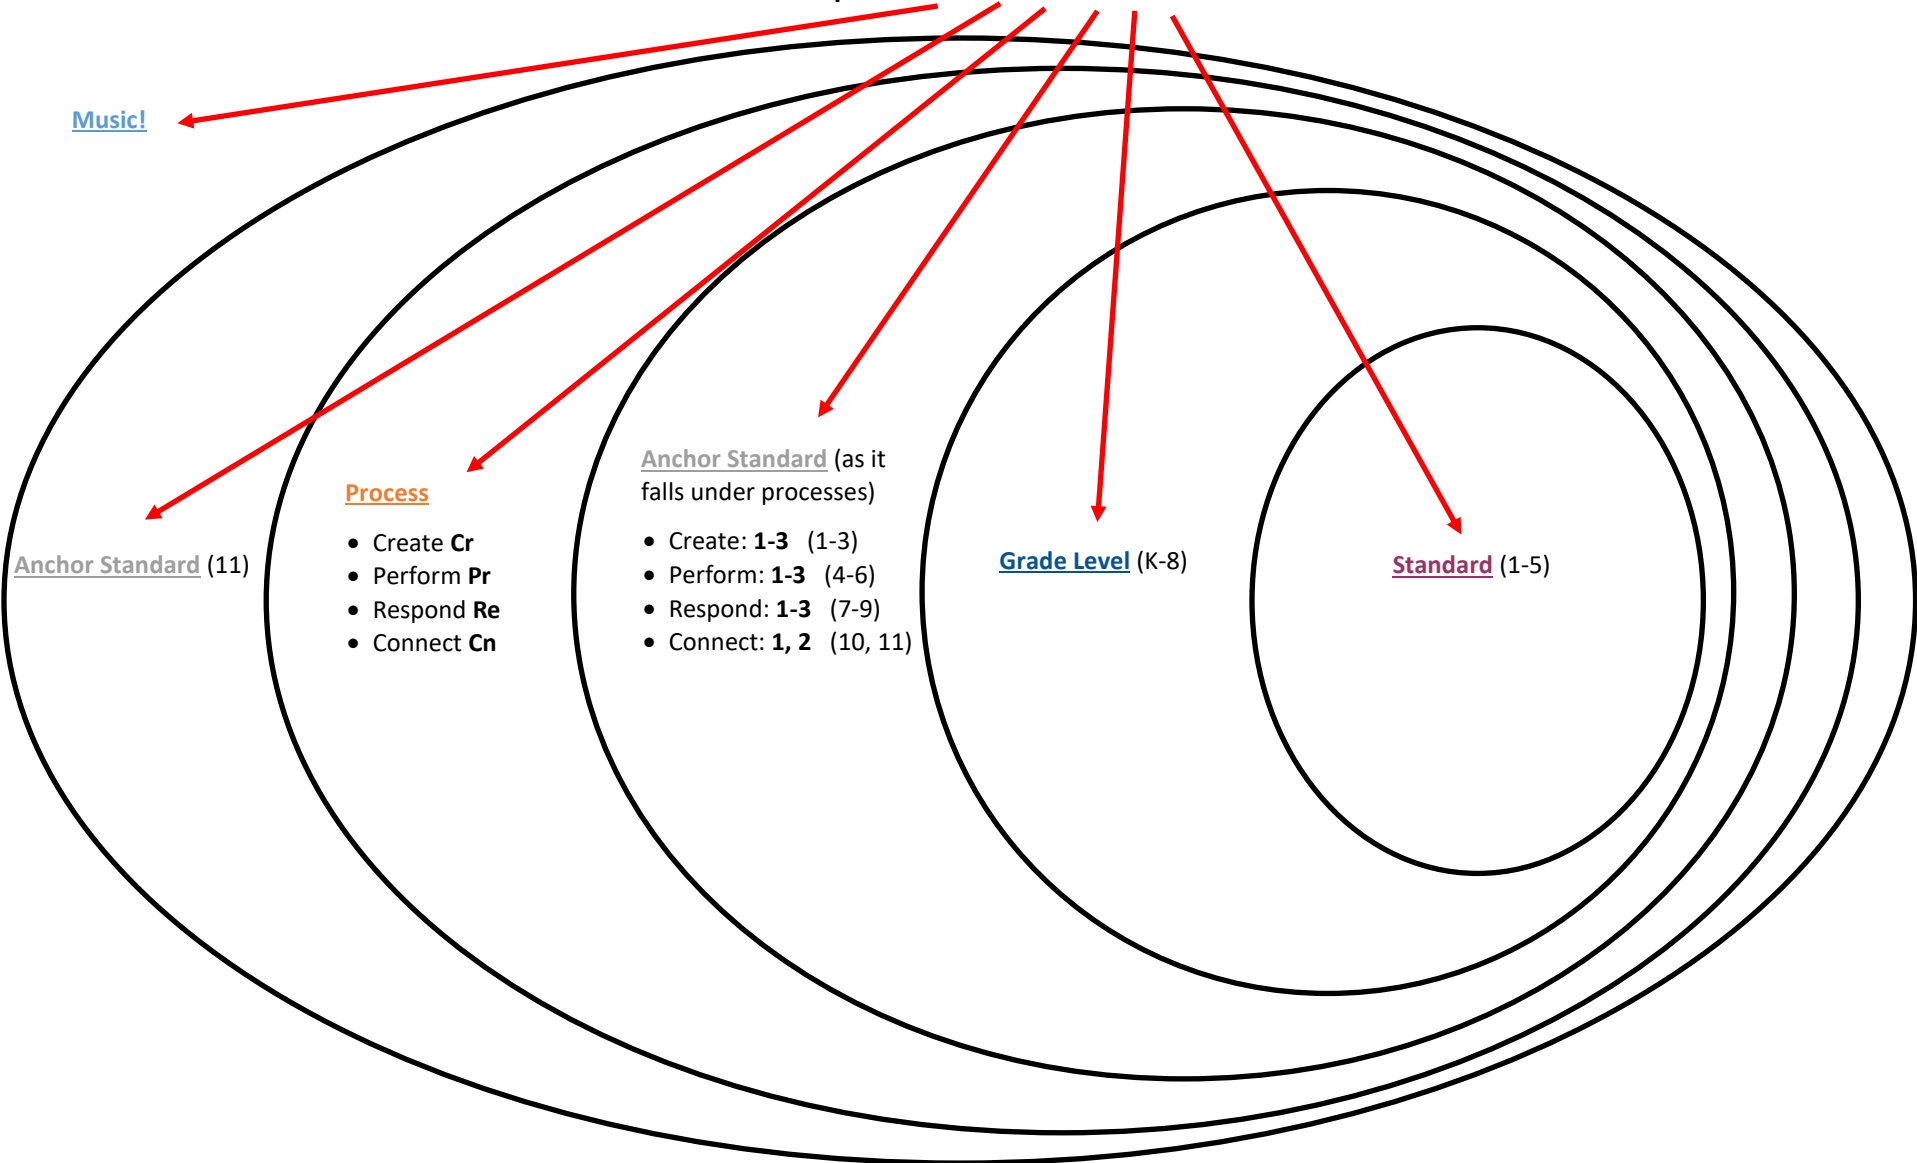 Music!
Anchor Standard (11)
Process
• Create Cr
• Perform Pr
• Respond Re
• Connect Cn
Anchor Standard (as it
falls under processes)
• Create: 1-3 (1-3)
• Perform: 1-3 (4-6)
• Respond: 1-3 (7-9)
• Connect: 1, 2 (10, 11)
Grade Level (K-8)
Standard (1-5)